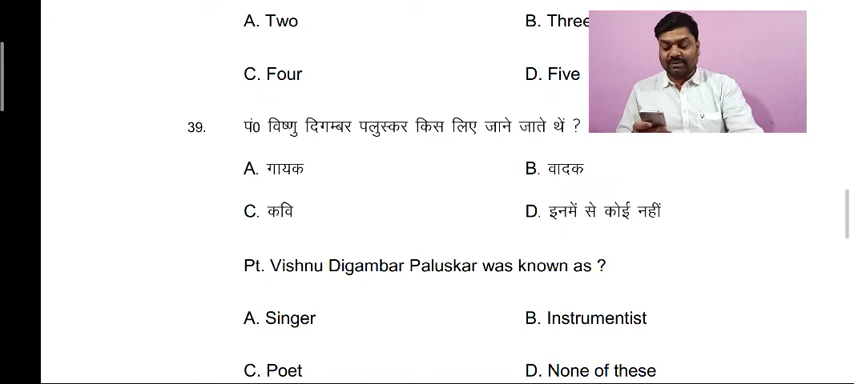 A. Two B. Three
C. Four D. Five
39. पं0 विष्णु दिगम्बर पलुस्कर किस लिए जाने जाते थें ?
A. गायक B. वादक
C. कवि D. इनमें से कोई नहीं
Pt. Vishnu Digambar Paluskar was known as ?
A. Singer B. Instrumentist
C. Poet D. None of these